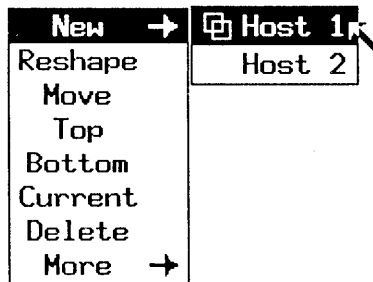 New → Host 1
Reshape Host 2
Move
Top
Bottom
Current
Delete
More →